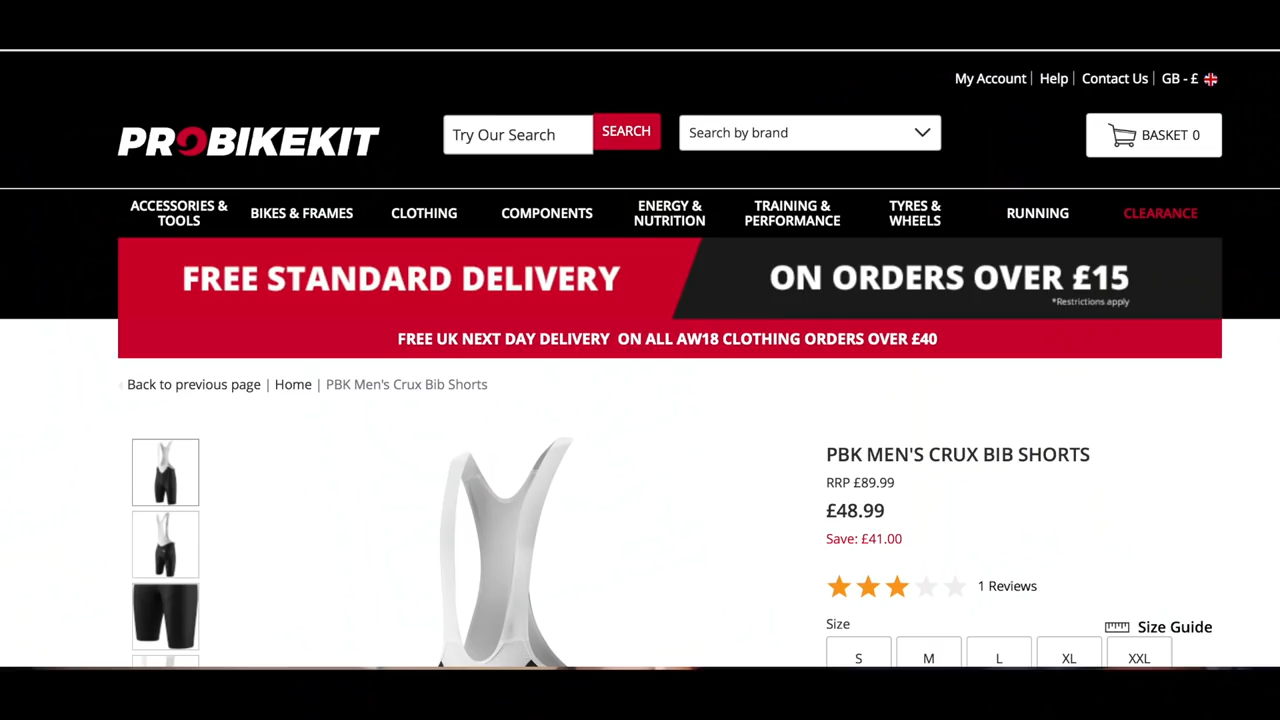 My Account | Help | Contact Us | GB - £
PROBIKEKIT
Try Our Search
SEARCH
Search by brand
BASKET 0
ACCESSORIES &
TOOLS
BIKES & FRAMES
CLOTHING
COMPONENTS
ENERGY &
NUTRITION
TRAINING &
PERFORMANCE
TYRES &
WHEELS
RUNNING
CLEARANCE
FREE STANDARD DELIVERY
ON ORDERS OVER £15
*Restrictions apply
FREE UK NEXT DAY DELIVERY ON ALL AW18 CLOTHING ORDERS OVER £40
Back to previous page | Home | PBK Men's Crux Bib Shorts
PBK MEN'S CRUX BIB SHORTS
RRP £89.99
£48.99
Save: £41.00
1 Reviews
Size
Size Guide
S M L XL XXL